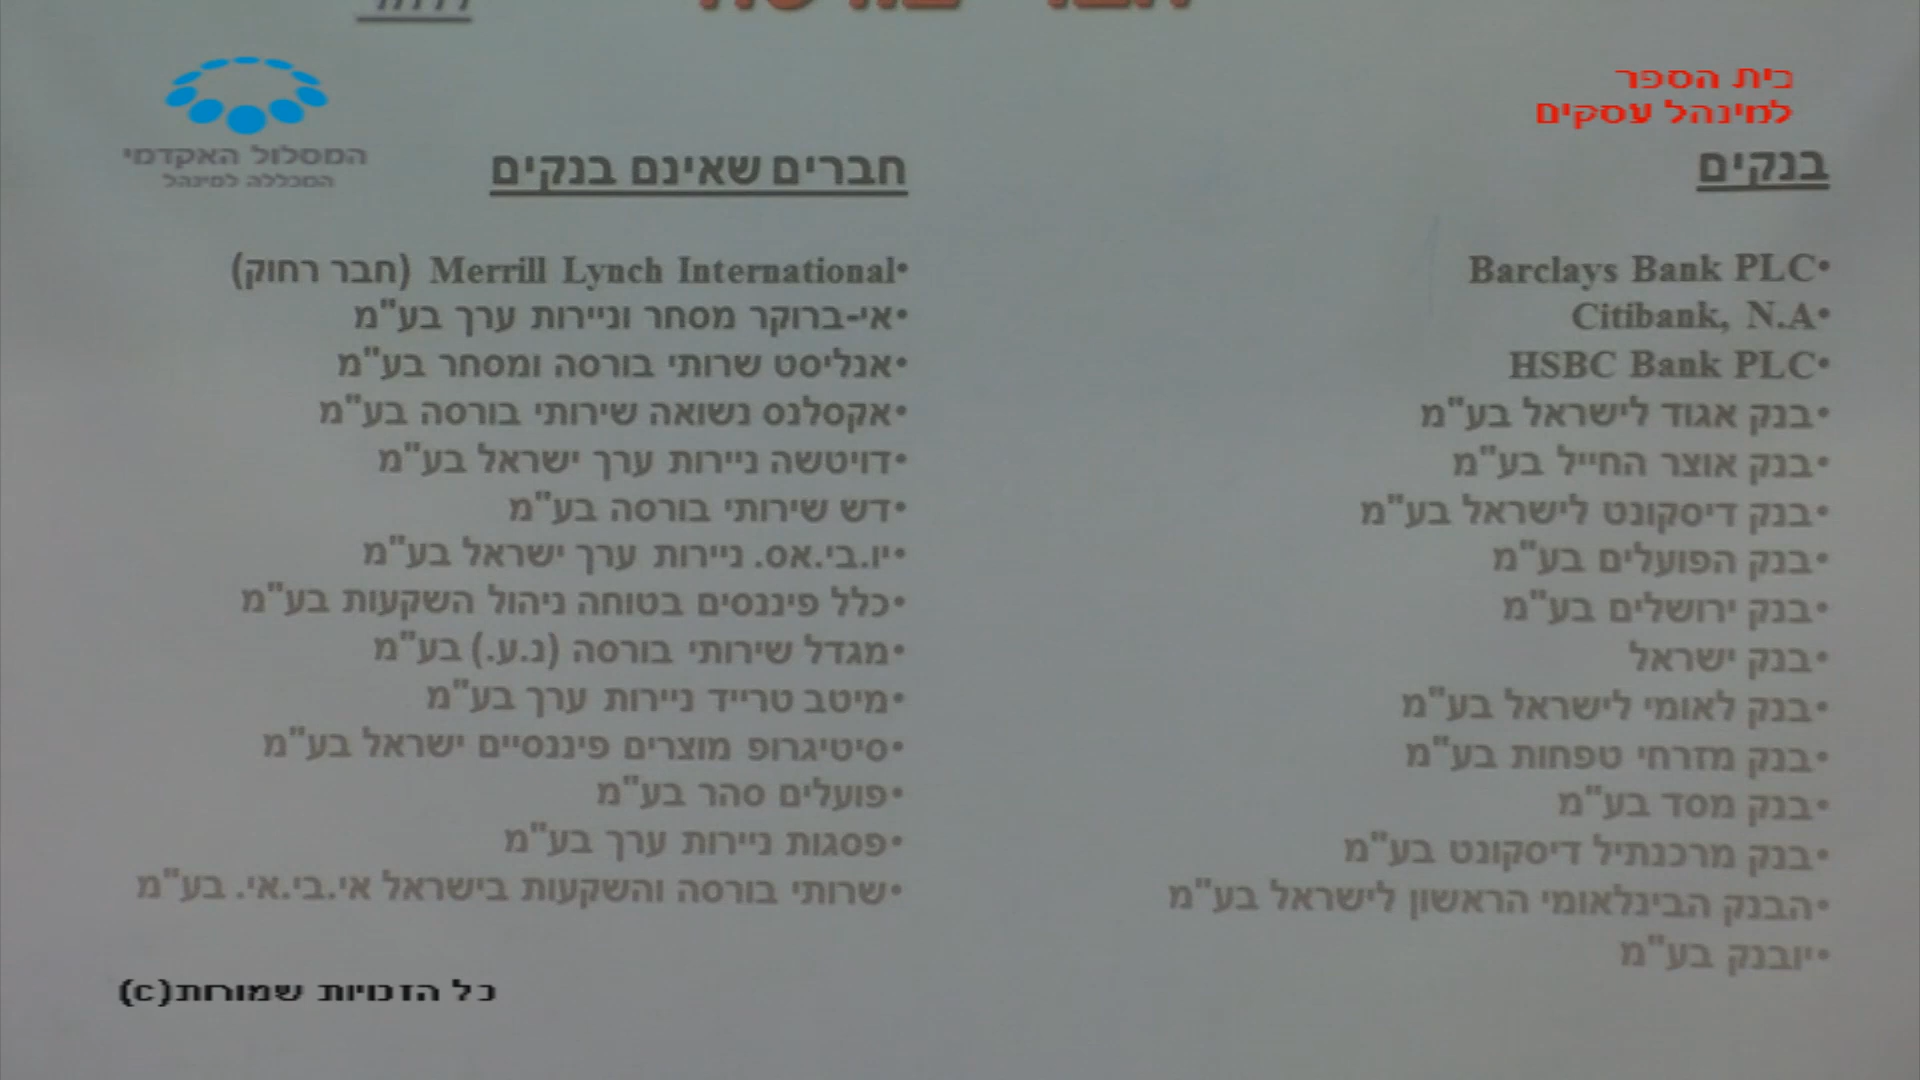 בית הספר
למינהל עסקים
המסלול האקדמי
המכללה למינהל
בנקים
•Barclays Bank PLC
•Citibank, N.A
•HSBC Bank PLC
•בנק אגוד לישראל בע"מ
•בנק אוצר החייל בע"מ
•בנק דיסקונט לישראל בע"מ
•בנק הפועלים בע"מ
•בנק ירושלים בע"מ
•בנק ישראל
•בנק לאומי לישראל בע"מ
•בנק מזרחי טפחות בע"מ
•בנק מסד בע"מ
•בנק מרכנתיל דיסקונט בע"מ
•הבנק הבינלאומי הראשון לישראל בע"מ
•יובנק בע"מ
חברים שאינם בנקים
•Merrill Lynch International (חבר רחוק)
•אי-ברוקר מסחר וניירות ערך בע"מ
•אנליסט שרותי בורסה ומסחר בע"מ
•אקסלנס נשואה שירותי בורסה בע"מ
•דויטשה ניירות ערך ישראל בע"מ
•דש שירותי בורסה בע"מ
•יו.בי.אס. ניירות ערך ישראל בע"מ
•כלל פיננסים בטוחה ניהול השקעות בע"מ
•מגדל שירותי בורסה (נ.ע.) בע"מ
•מיטב טרייד ניירות ערך בע"מ
•סיטיגרופ מוצרים פיננסיים ישראל בע"מ
•פועלים סהר בע"מ
•פסגות ניירות ערך בע"מ
•שרותי בורסה והשקעות בישראל אי.בי.אי. בע"מ
כל הזכויות שמורות(c)